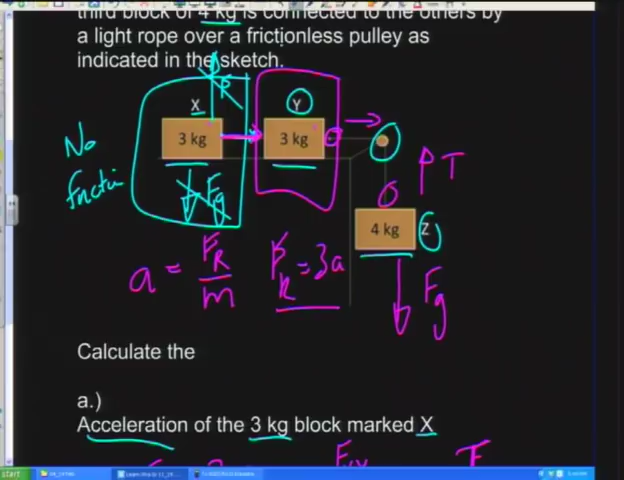 third block of 4 kg is connected to the others by
a light rope over a frictionless pulley as
indicated in the sketch.
X
Y
3 kg
3 kg
No
Fg
T
4 kg
Z
a = FR/m
FR = 3a
Fg
Calculate the
a.)
Acceleration of the 3 kg block marked X
start